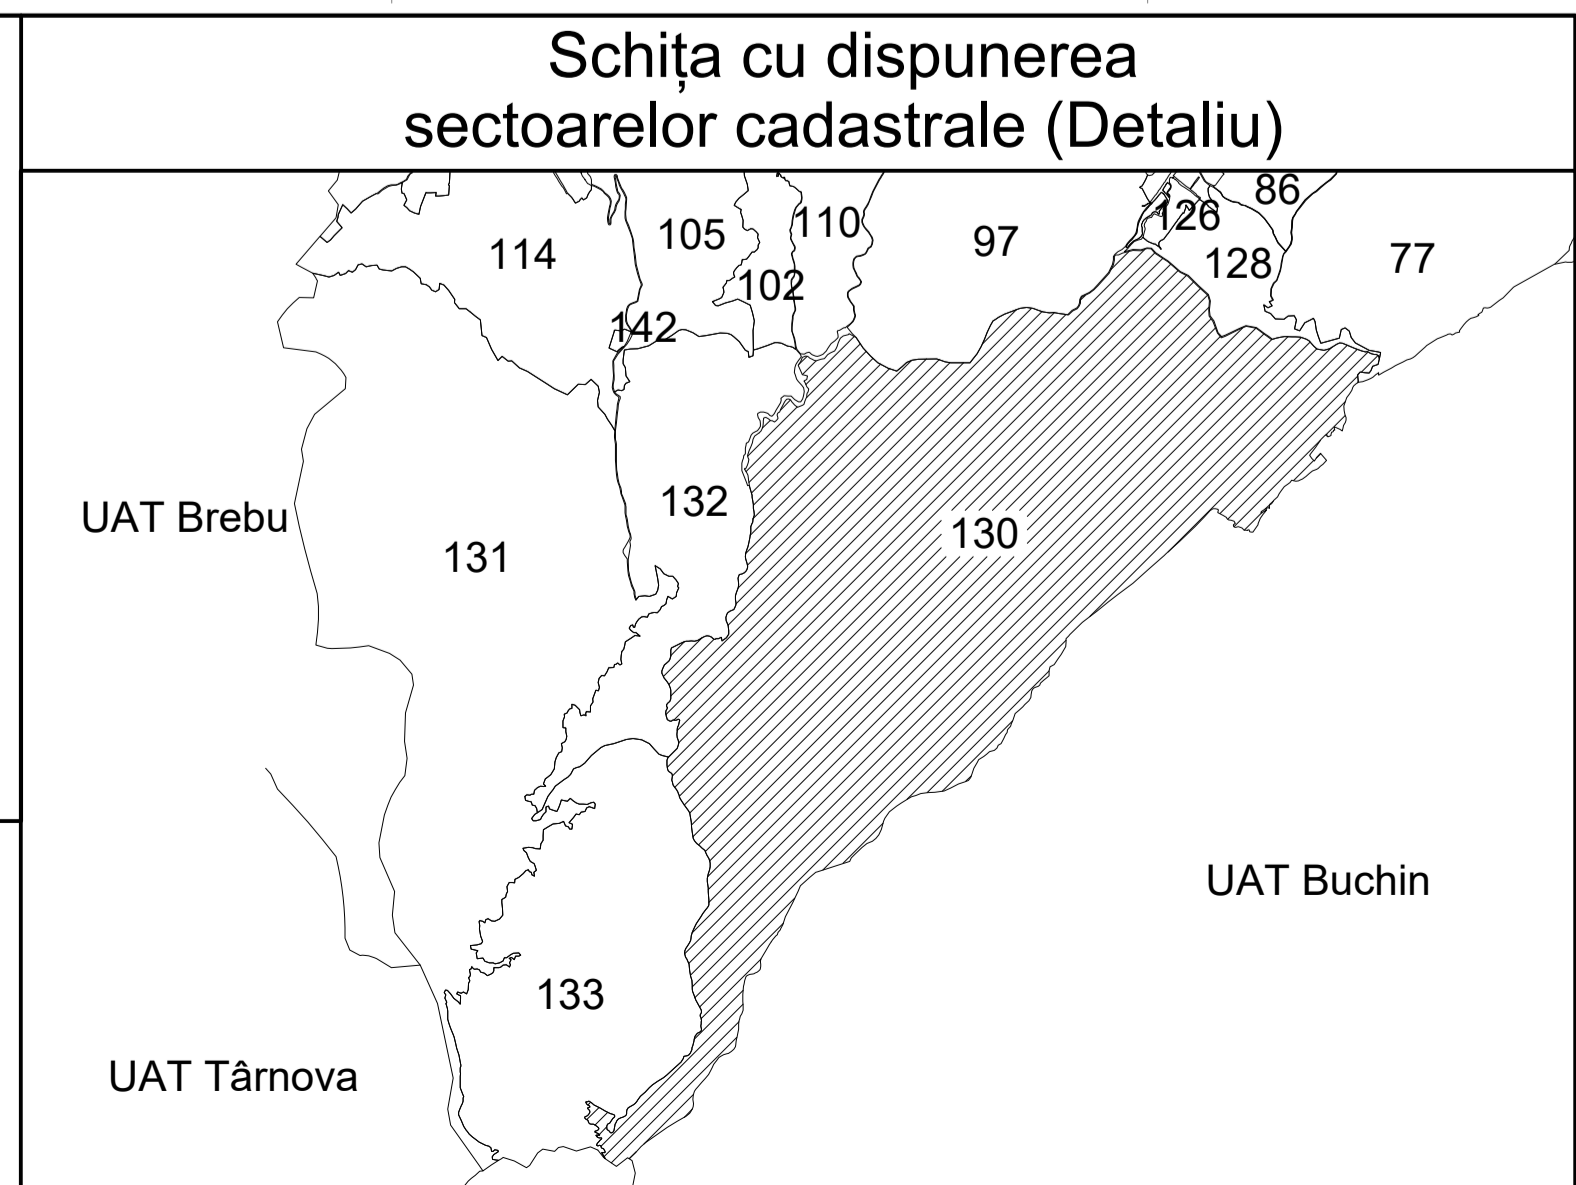 Schița cu dispunerea
sectoarelor cadastrale (Detaliu)
86
126
105
110
97
114
128
77
102
142
132
UAT Brebu
130
131
UAT Buchin
133
UAT Târnova